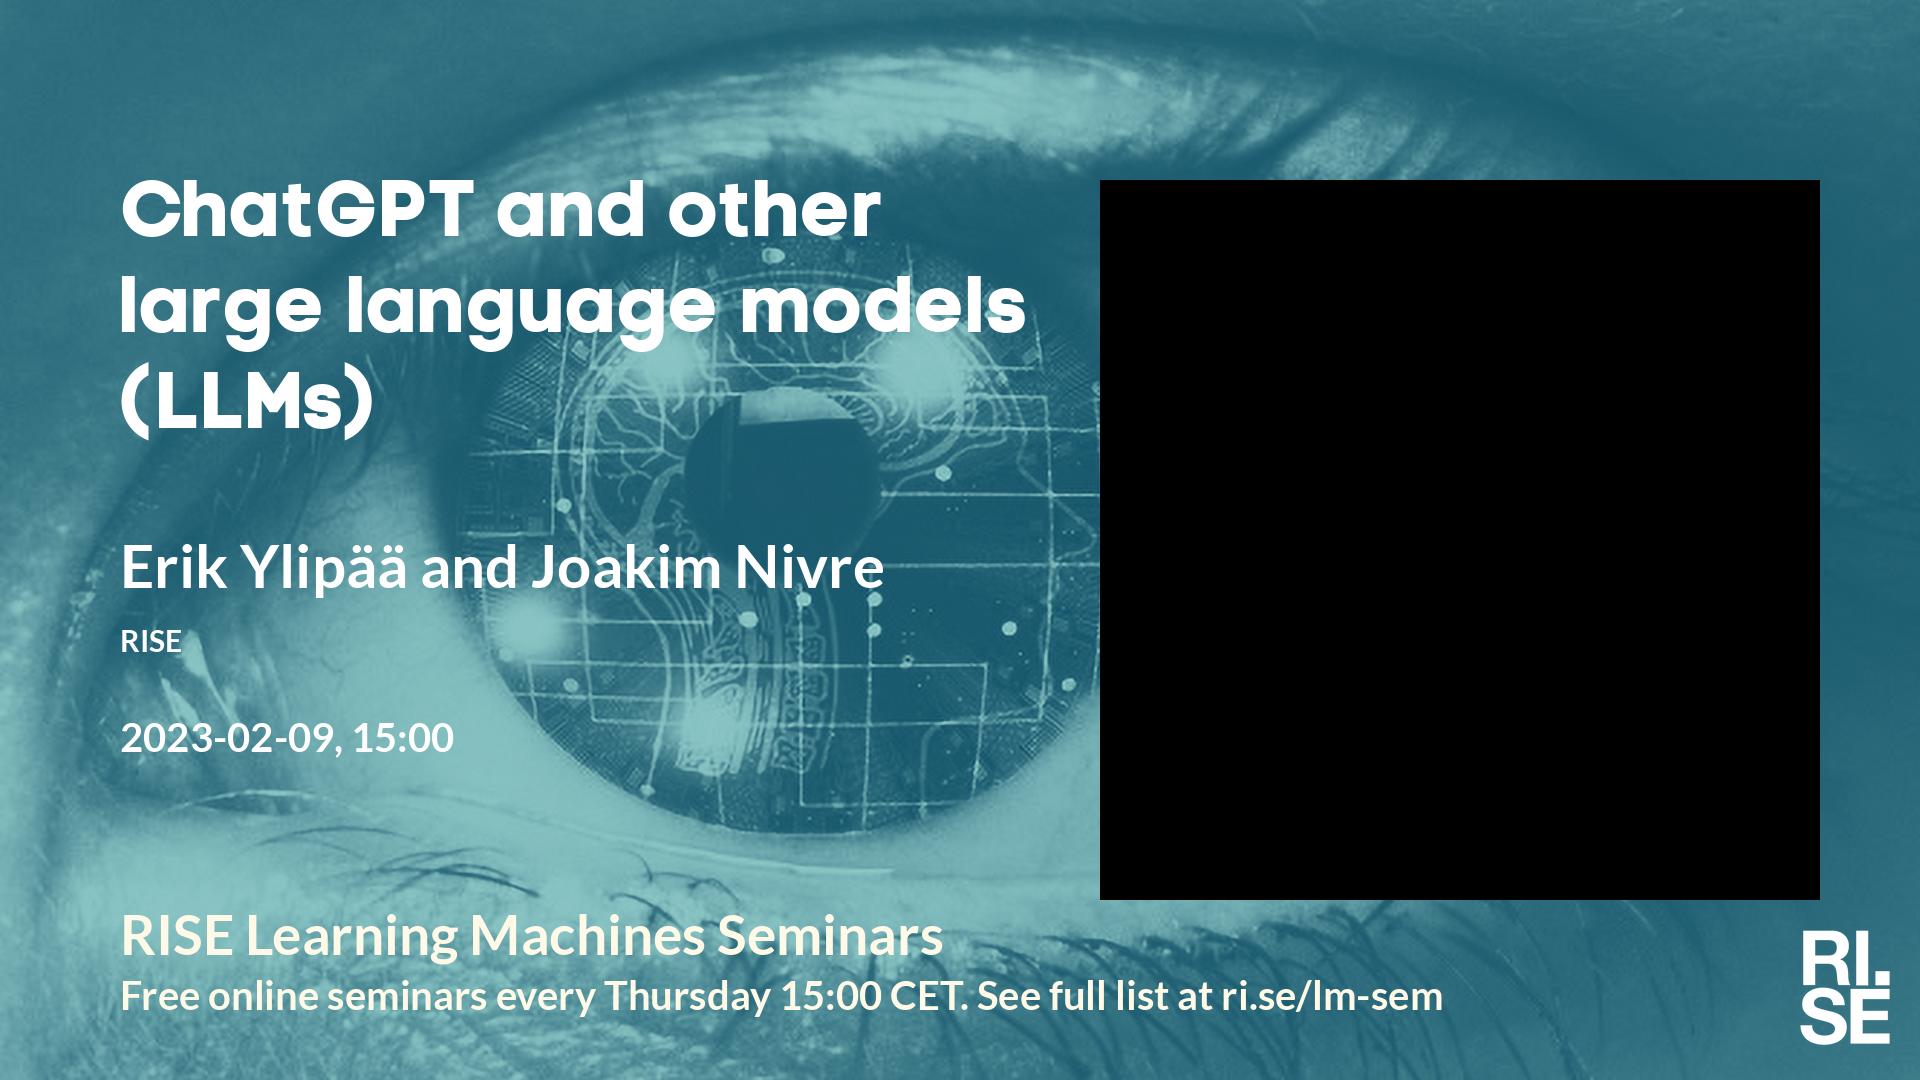 ChatGPT and other
large language models
(LLMs)
Erik Ylipää and Joakim Nivre
RISE
2023-02-09, 15:00
RISE Learning Machines Seminars
Free online seminars every Thursday 15:00 CET. See full list at ri.se/lm-sem
RI.
SE